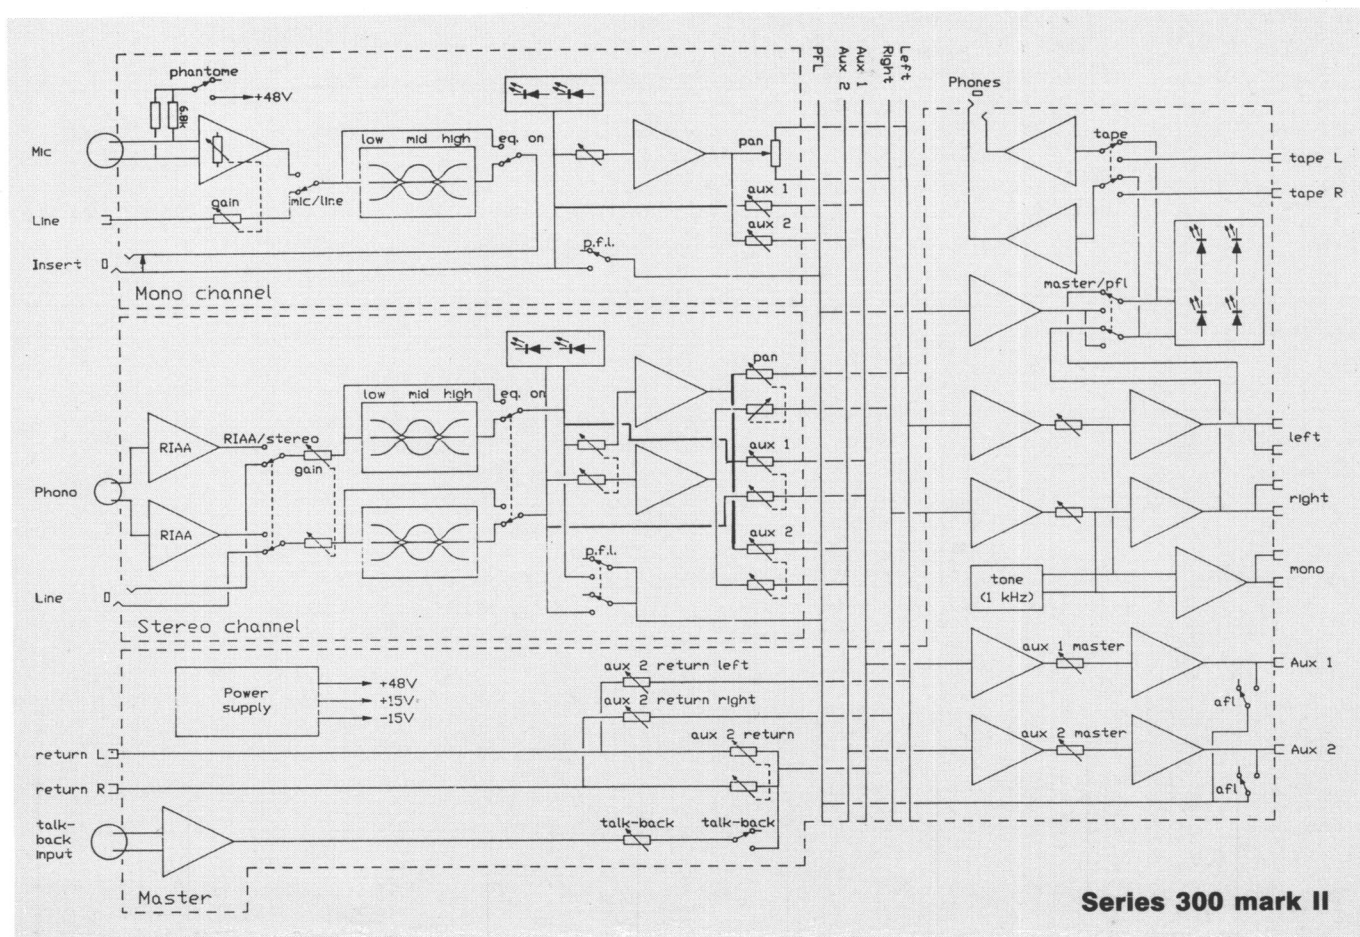 phantome
+48V
6.8k
Mic
low mid high
eq. on
mic/line
gain
Line
Insert
pan
aux 1
aux 2
p.f.l.
Mono channel
PFL
Aux 2
Aux 1
Right
Left
Phones
tape
tape L
tape R
master/pfl
low mid high
eq. on
RIAA
RIAA/stereo
gain
Phono
RIAA
Line
pan
aux 1
aux 2
p.f.l.
Stereo channel
left
right
mono
tone
(1 kHz)
aux 1 master
Aux 1
afl
aux 2 master
Aux 2
afl
Power
supply
+48V
+15V
-15V
aux 2 return left
aux 2 return right
aux 2 return
return L
return R
talk-
back
input
talk-back
talk-back
Master
Series 300 mark II